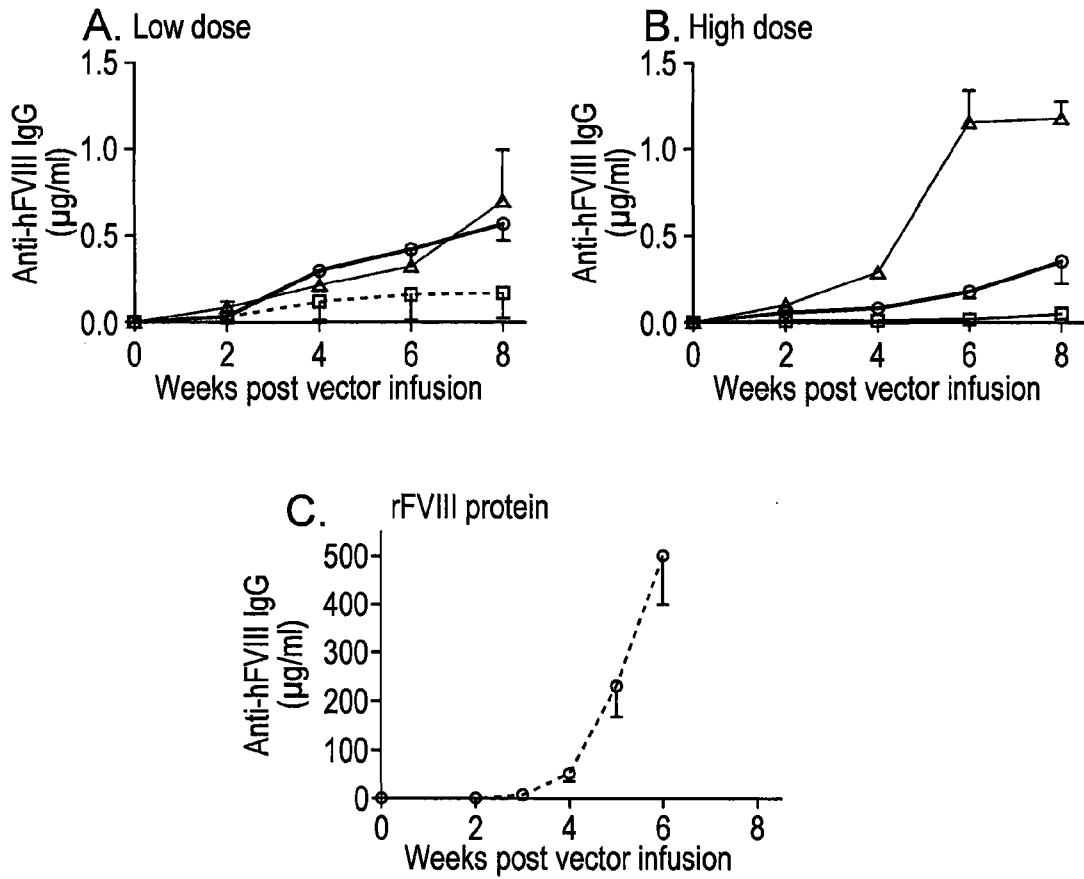 A. Low dose
1.5
1.0
0.5
0.0
Anti-hFVIII IgG
(µg/ml)
0 2 4 6 8
Weeks post vector infusion
B. High dose
1.5
1.0
0.5
0.0
Anti-hFVIII IgG
(µg/ml)
0 2 4 6 8
Weeks post vector infusion
C. rFVIII protein
500
400
300
200
100
0
Anti-hFVIII IgG
(µg/ml)
0 2 4 6 8
Weeks post vector infusion